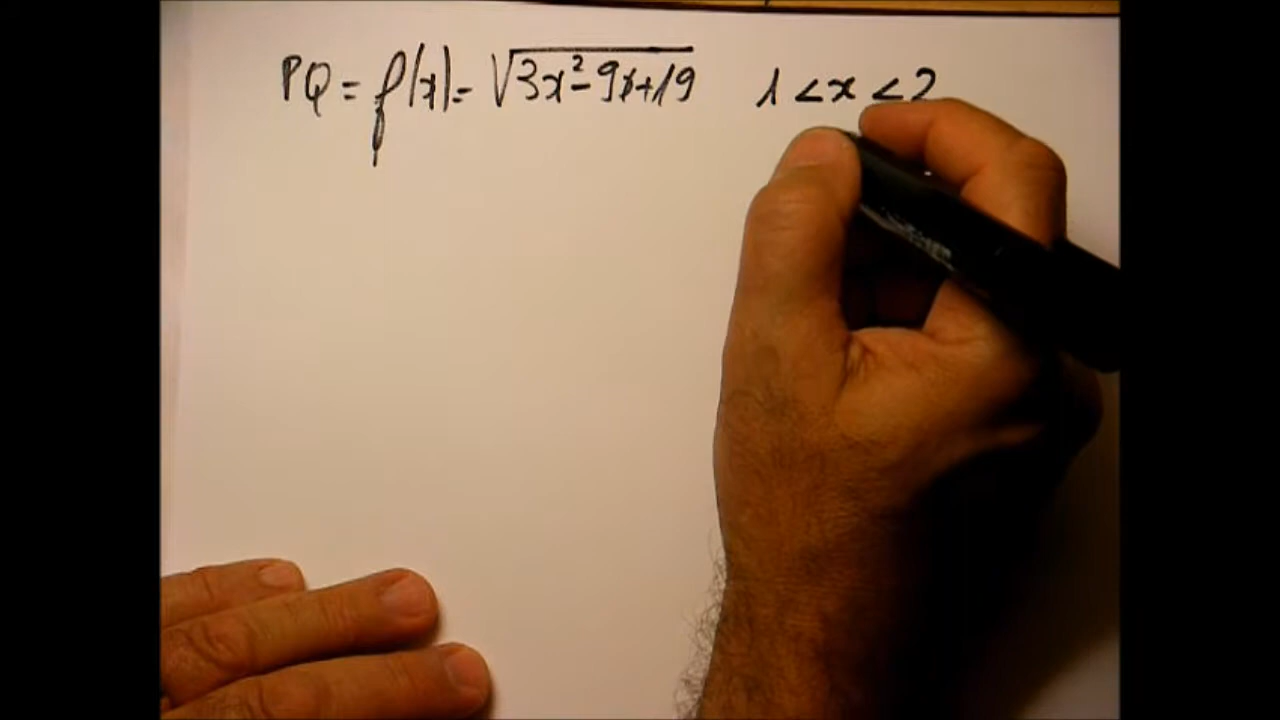 PQ = f(x) = √(3x² - 9x + 19) 1 < x < 2